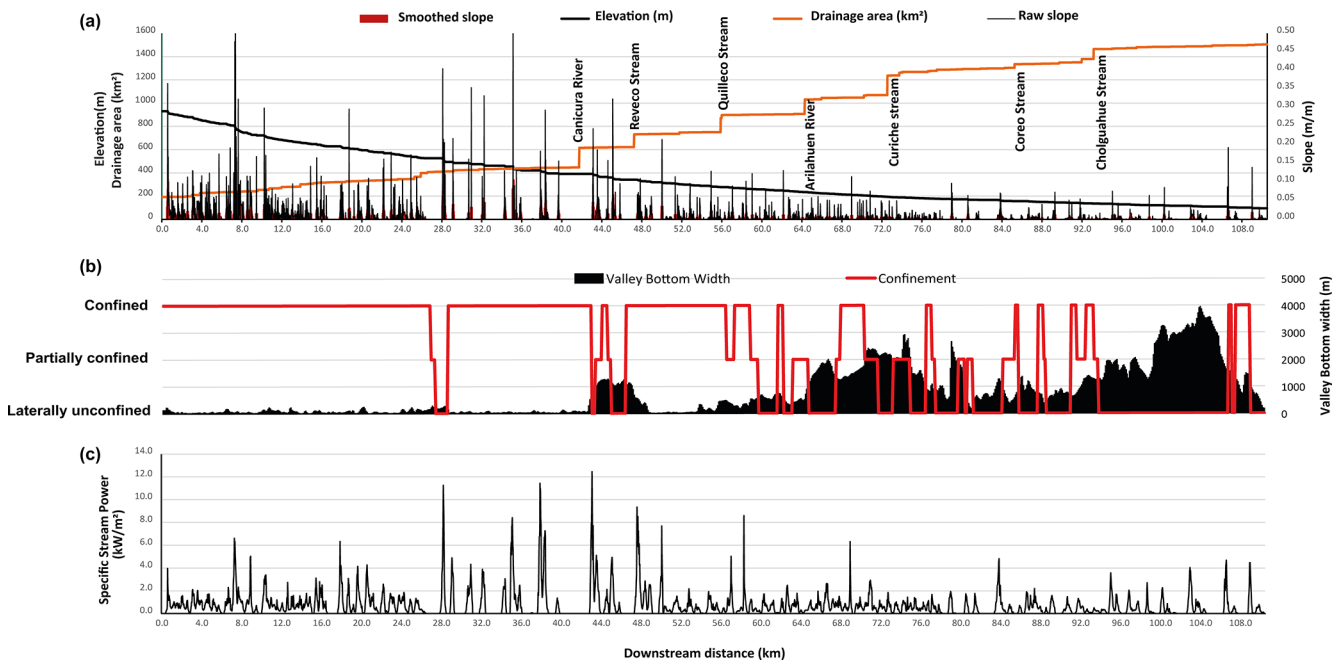 (a)
Smoothed slope
Elevation (m)
Drainage area (km²)
Raw slope
Elevation(m)
Drainage area (km²)
1600
1400
1200
1000
800
600
400
200
0
Canicura River
Reveco Stream
Quilleco Stream
Arilahuen River
Curiche stream
Coreo Stream
Cholguahue Stream
0.50
0.45
0.40
0.35
0.30
0.25
0.20
0.15
0.10
0.05
0.00
Slope (m/m)
0.0 4.0 8.0 12.0 16.0 20.0 24.0 28.0 32.0 36.0 40.0 44.0 48.0 52.0 56.0 60.0 64.0 68.0 72.0 76.0 80.0 84.0 88.0 92.0 96.0 100.0 104.0 108.0
(b)
Valley Bottom Width
Confinement
Confined
Partially confined
Laterally unconfined
5000
4000
3000
2000
1000
0
Valley Bottom width (m)
(c)
Specific Stream Power
(kW/m²)
14.0
12.0
10.0
8.0
6.0
4.0
2.0
0.0
0.0 4.0 8.0 12.0 16.0 20.0 24.0 28.0 32.0 36.0 40.0 44.0 48.0 52.0 56.0 60.0 64.0 68.0 72.0 76.0 80.0 84.0 88.0 92.0 96.0 100.0 104.0 108.0
Downstream distance (km)